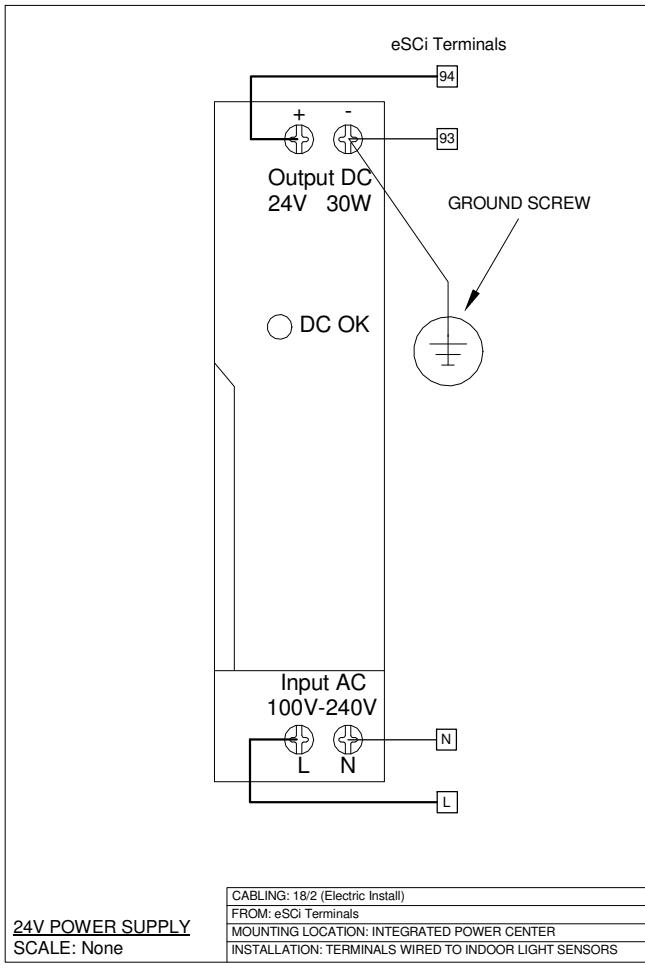 eSCi Terminals
94
+ -
93
Output DC
24V 30W
GROUND SCREW
DC OK
Input AC
100V-240V
L N
N
L
24V POWER SUPPLY
SCALE: None
CABLING: 18/2 (Electric Install)
FROM: eSCi Terminals
MOUNTING LOCATION: INTEGRATED POWER CENTER
INSTALLATION: TERMINALS WIRED TO INDOOR LIGHT SENSORS